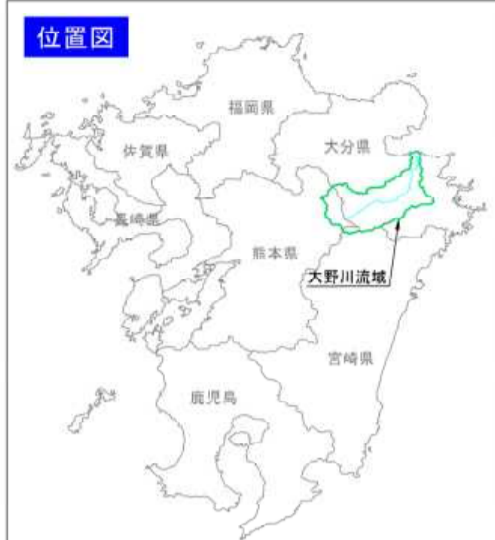 位置図
福岡県
佐賀県
大分県
長崎県
熊本県
大野川流域
宮崎県
鹿児島